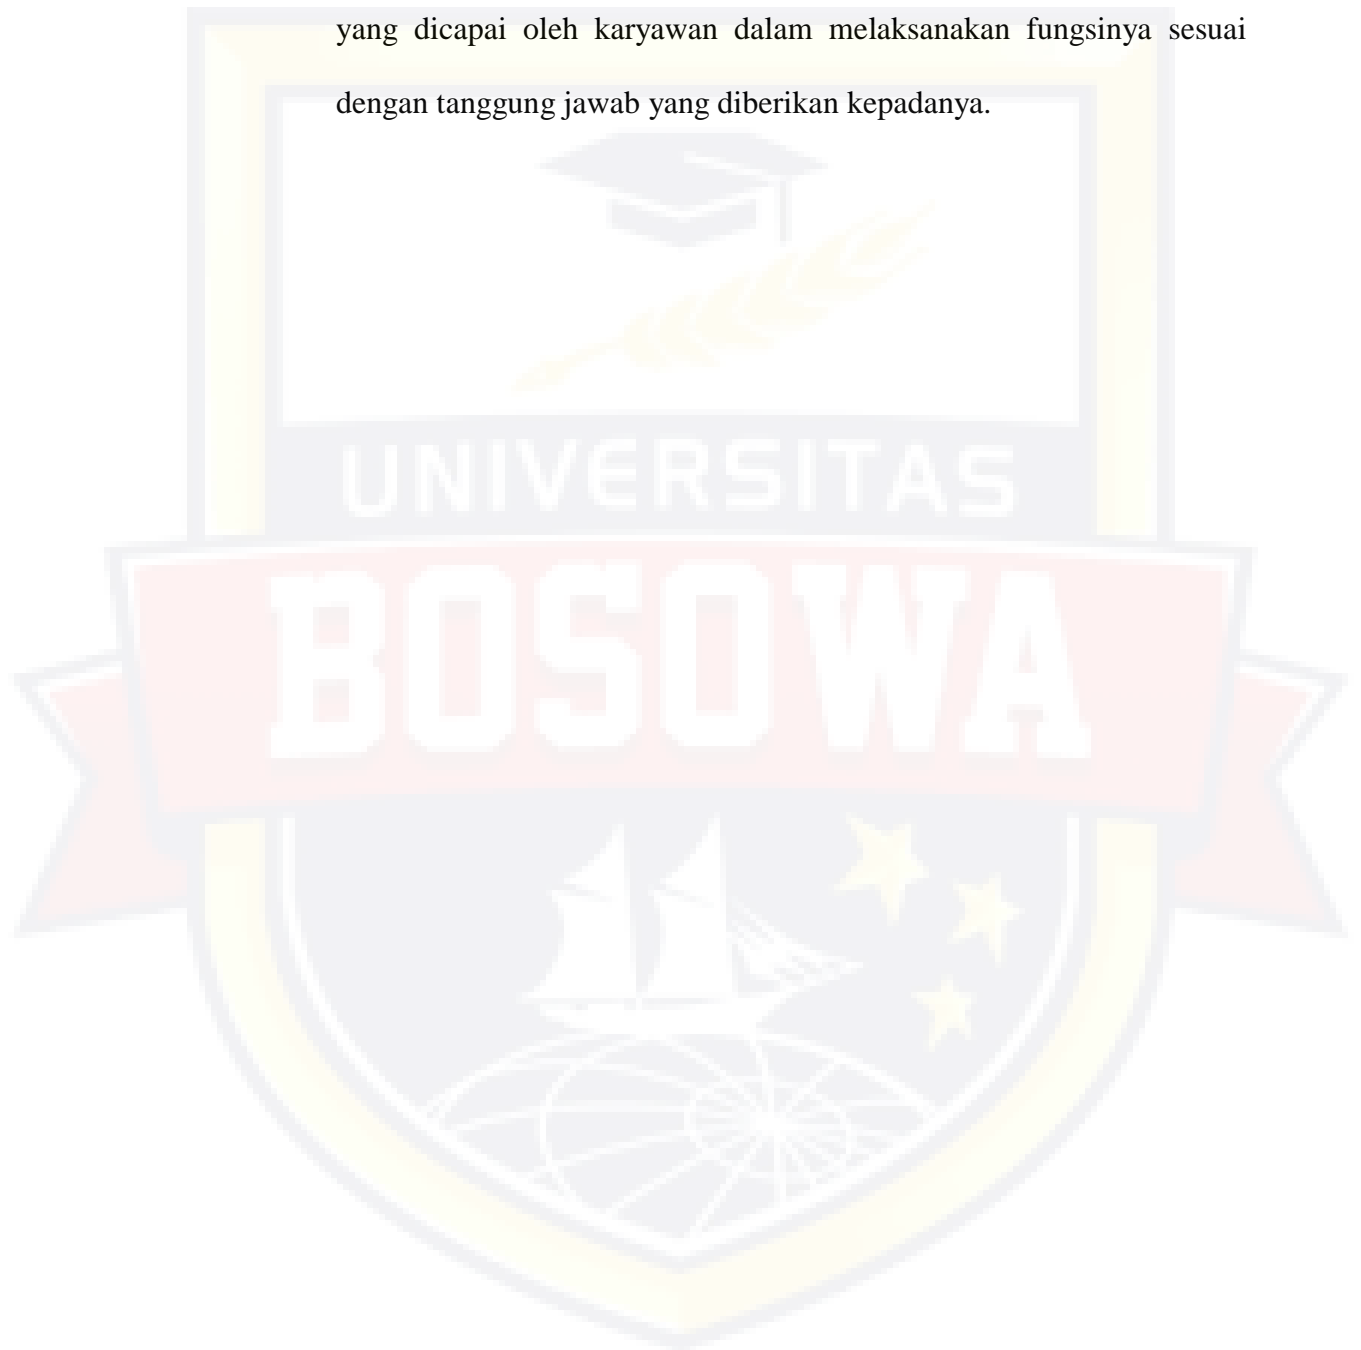 yang dicapai oleh karyawan dalam melaksanakan fungsinya sesuai
dengan tanggung jawab yang diberikan kepadanya.
UNIVERSITAS
BOSOWA